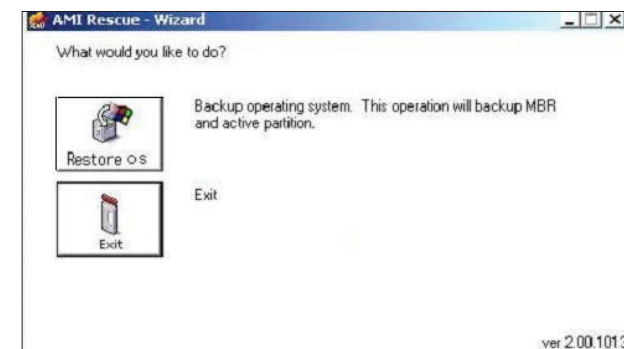 AMI Rescue - Wizard
What would you like to do?
Backup operating system. This operation will backup MBR
and active partition.
Restore os
Exit
Exit
ver 2.00.1013